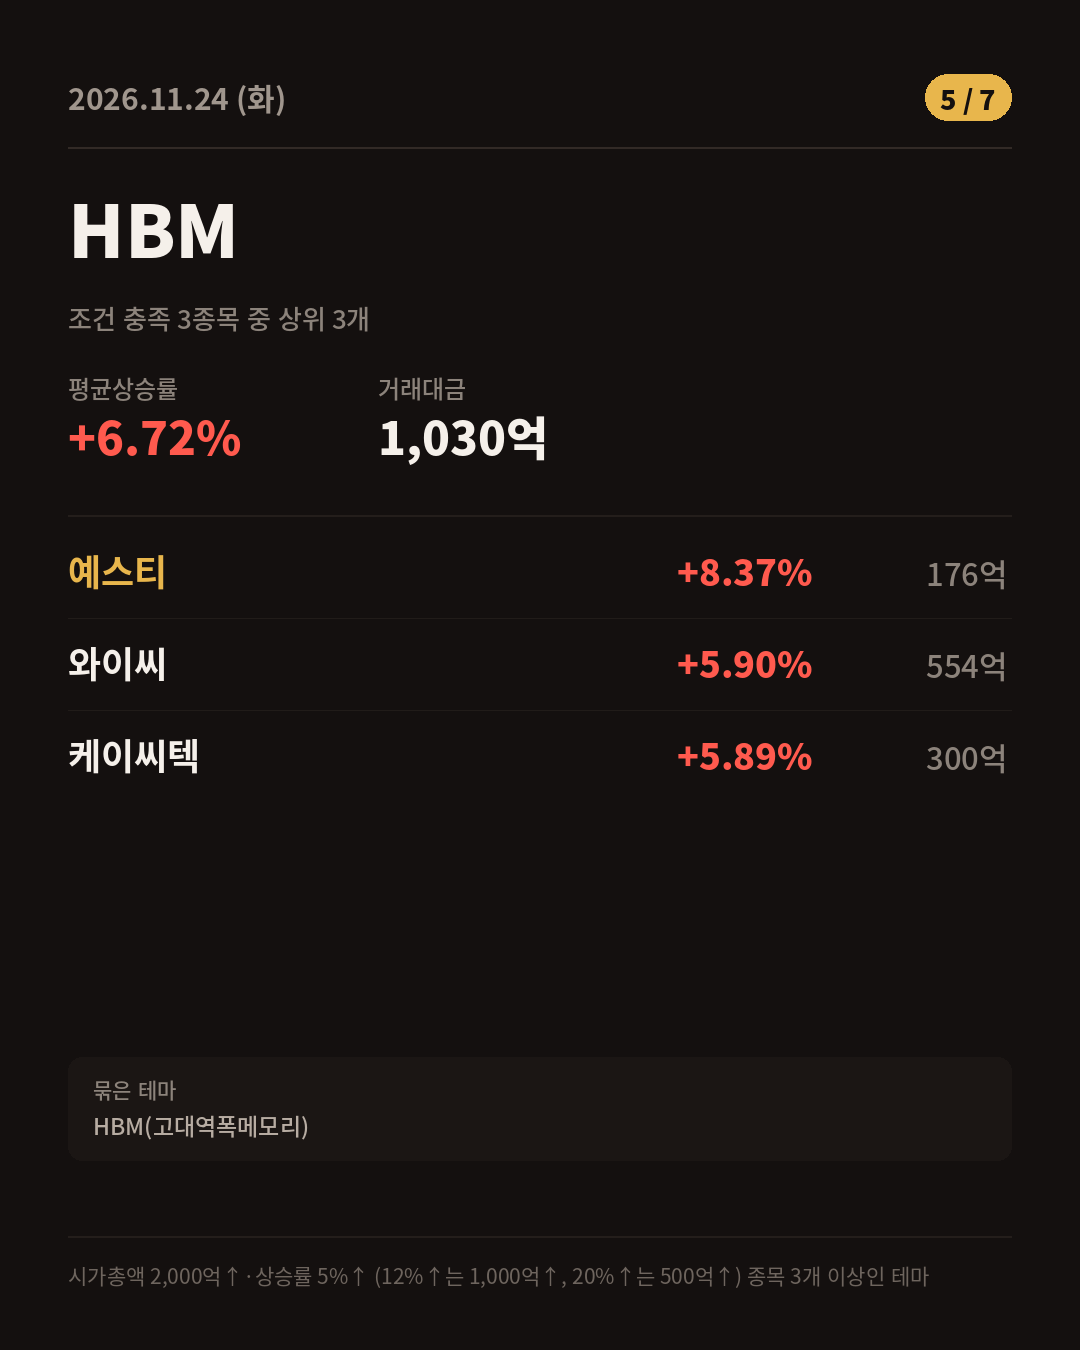 2026.11.24 (화)
5 / 7
HBM
조건 충족 3종목 중 상위 3개
평균상승률 거래대금
+6.72% 1,030억
예스티 +8.37% 176억
와이씨 +5.90% 554억
케이씨텍 +5.89% 300억
묶은 테마
HBM(고대역폭메모리)
시가총액 2,000억↑ · 상승률 5%↑ (12%↑는 1,000억↑, 20%↑는 500억↑) 종목 3개 이상인 테마